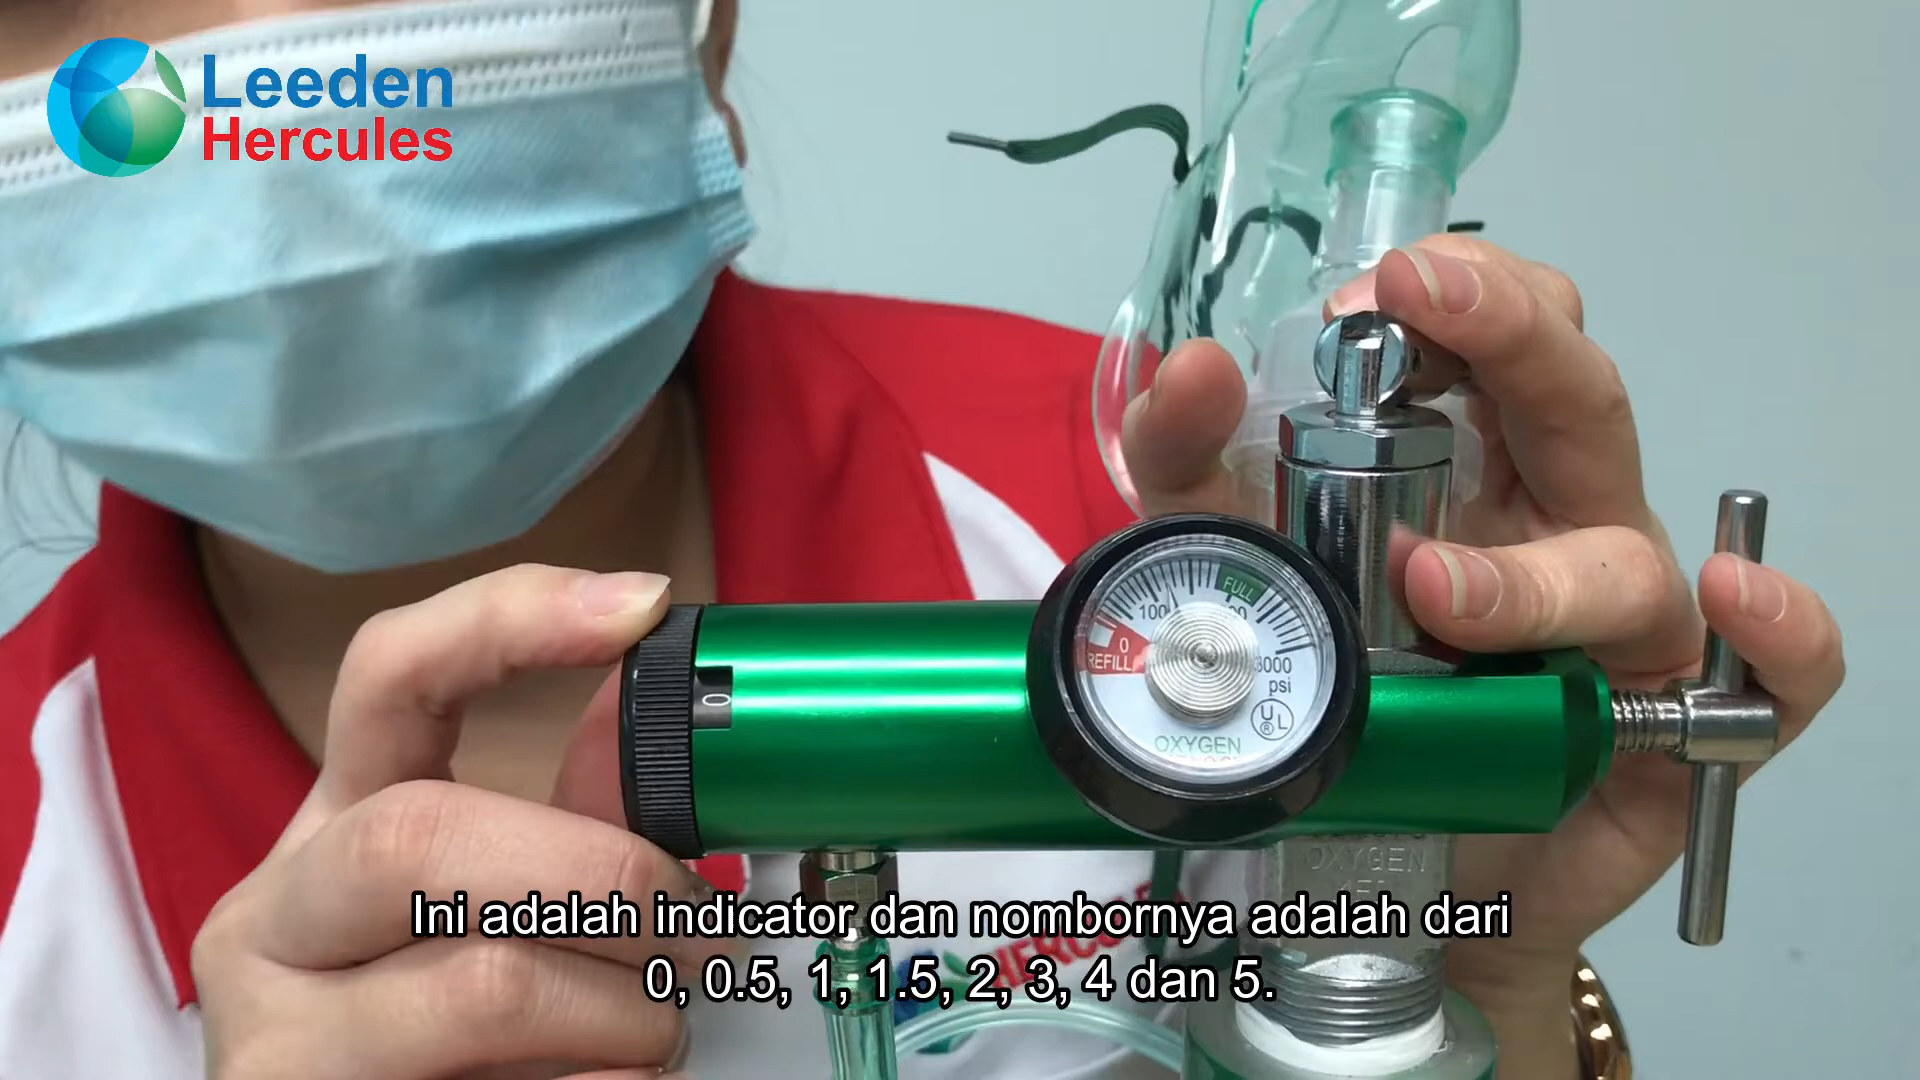 Leeden
Hercules
FULL
0
REFILL
3000
psi
UL
OXYGEN
0
OXYGEN
Ini adalah indicator dan nombornya adalah dari
0, 0.5, 1, 1.5, 2, 3, 4 dan 5.